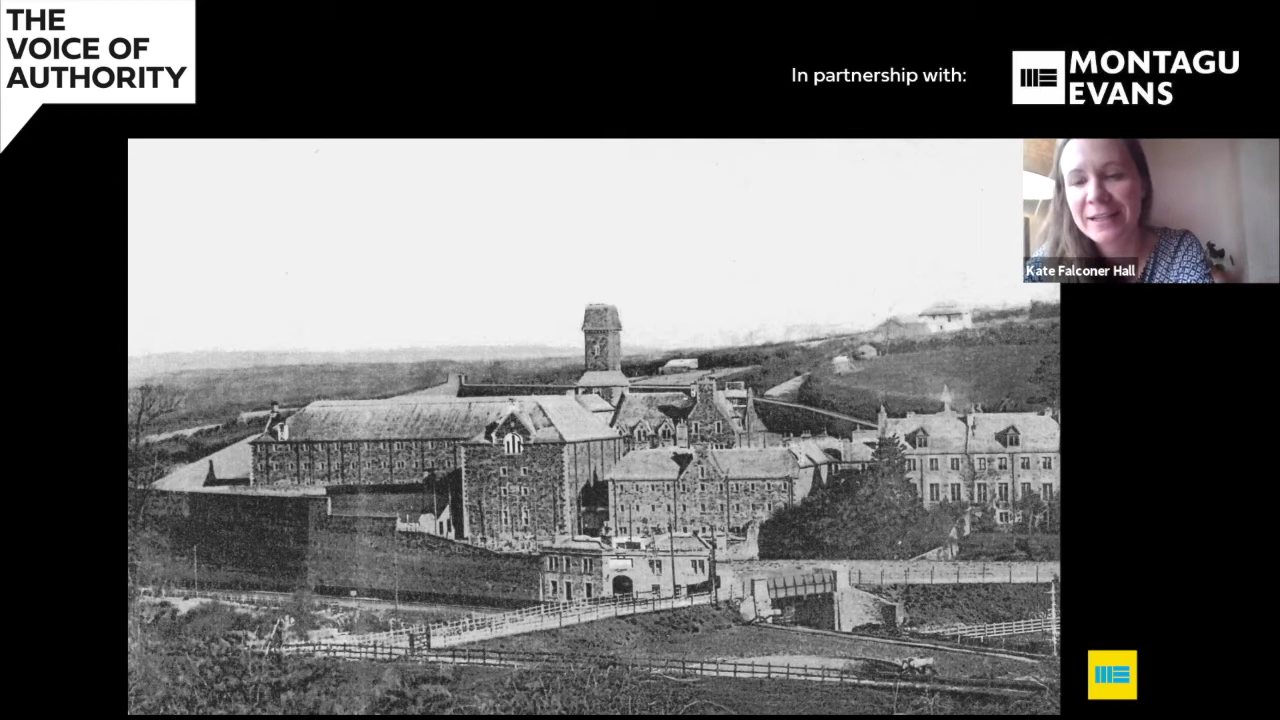 THE
VOICE OF
AUTHORITY
In partnership with:
MONTAGU
EVANS
Kate Falconer Hall